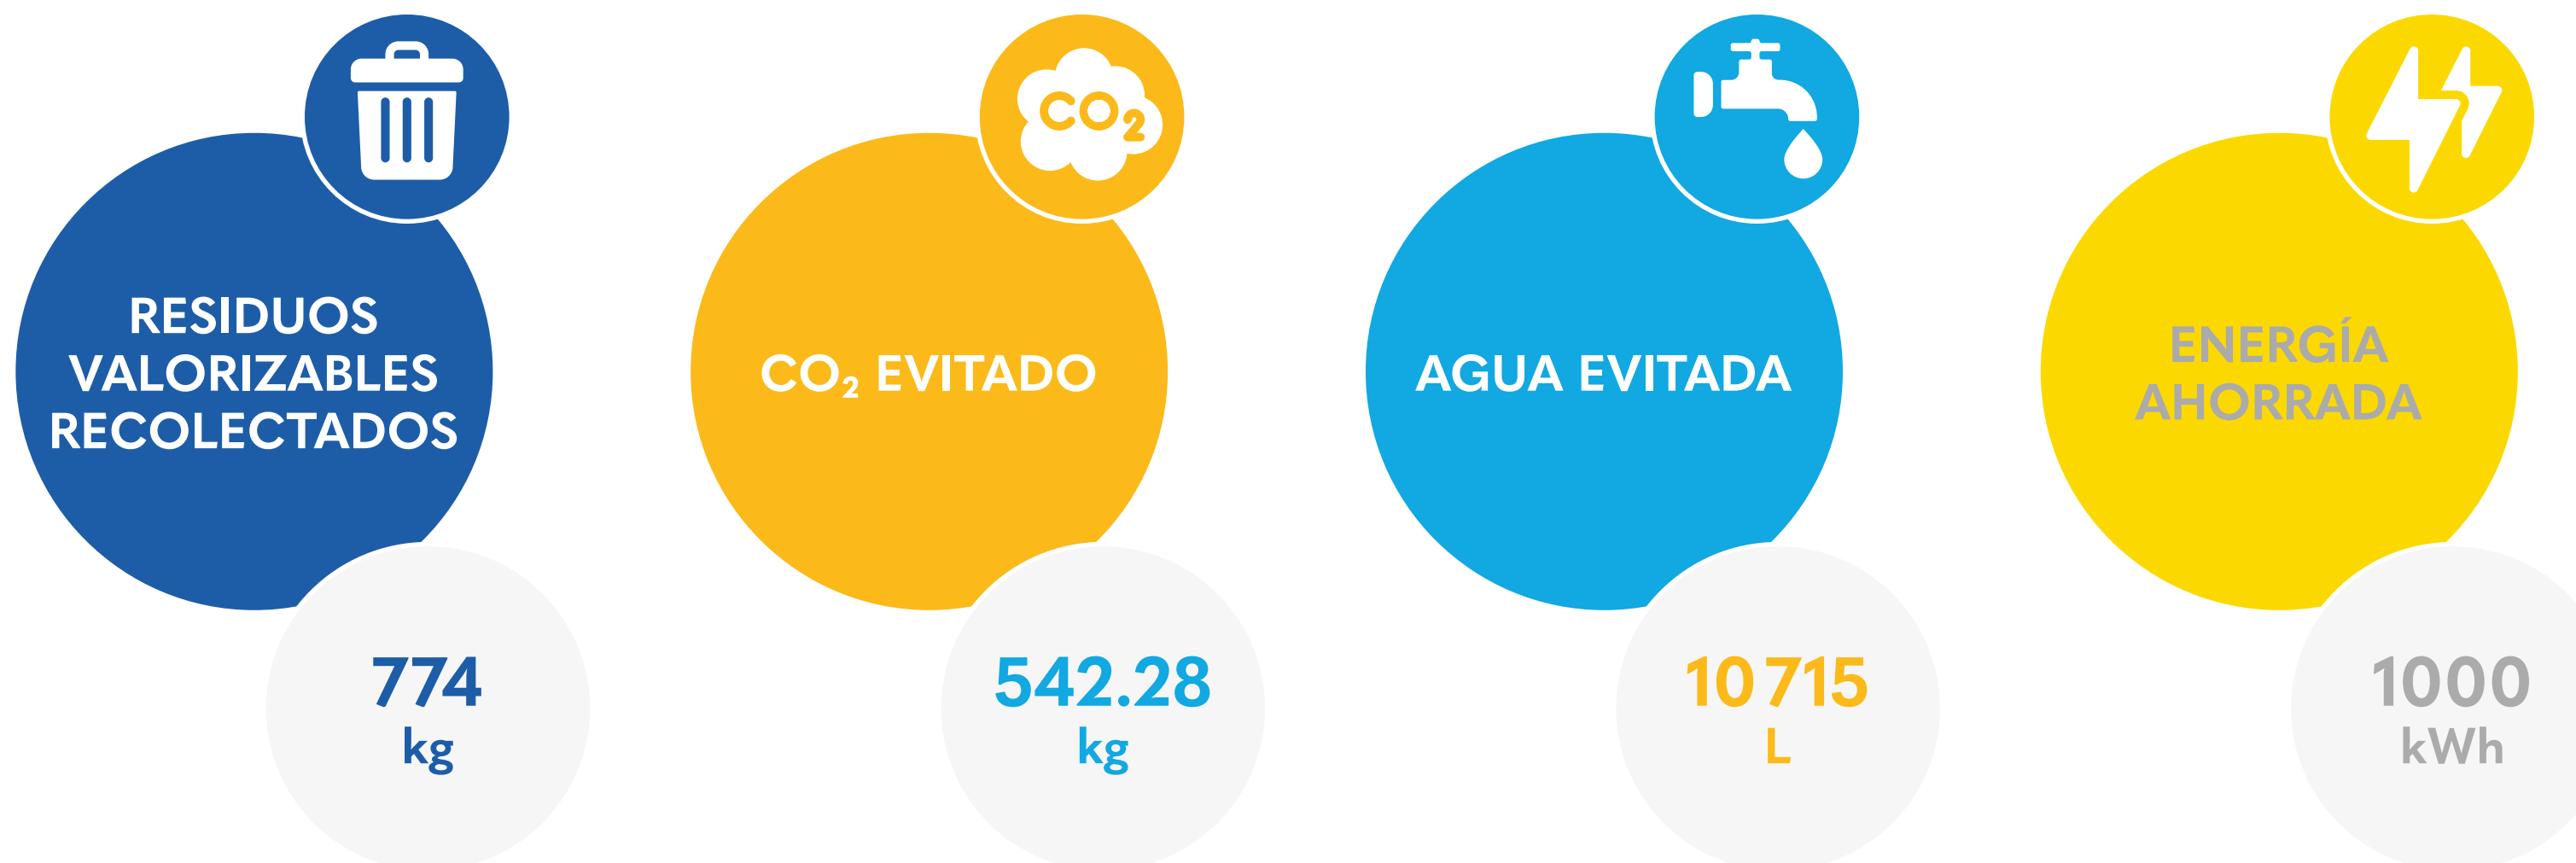 CO₂
RESIDUOS
VALORIZABLES
RECOLECTADOS
774
kg
CO₂ EVITADO
542.28
kg
AGUA EVITADA
10 715
L
ENERGÍA
AHORRADA
1000
kWh